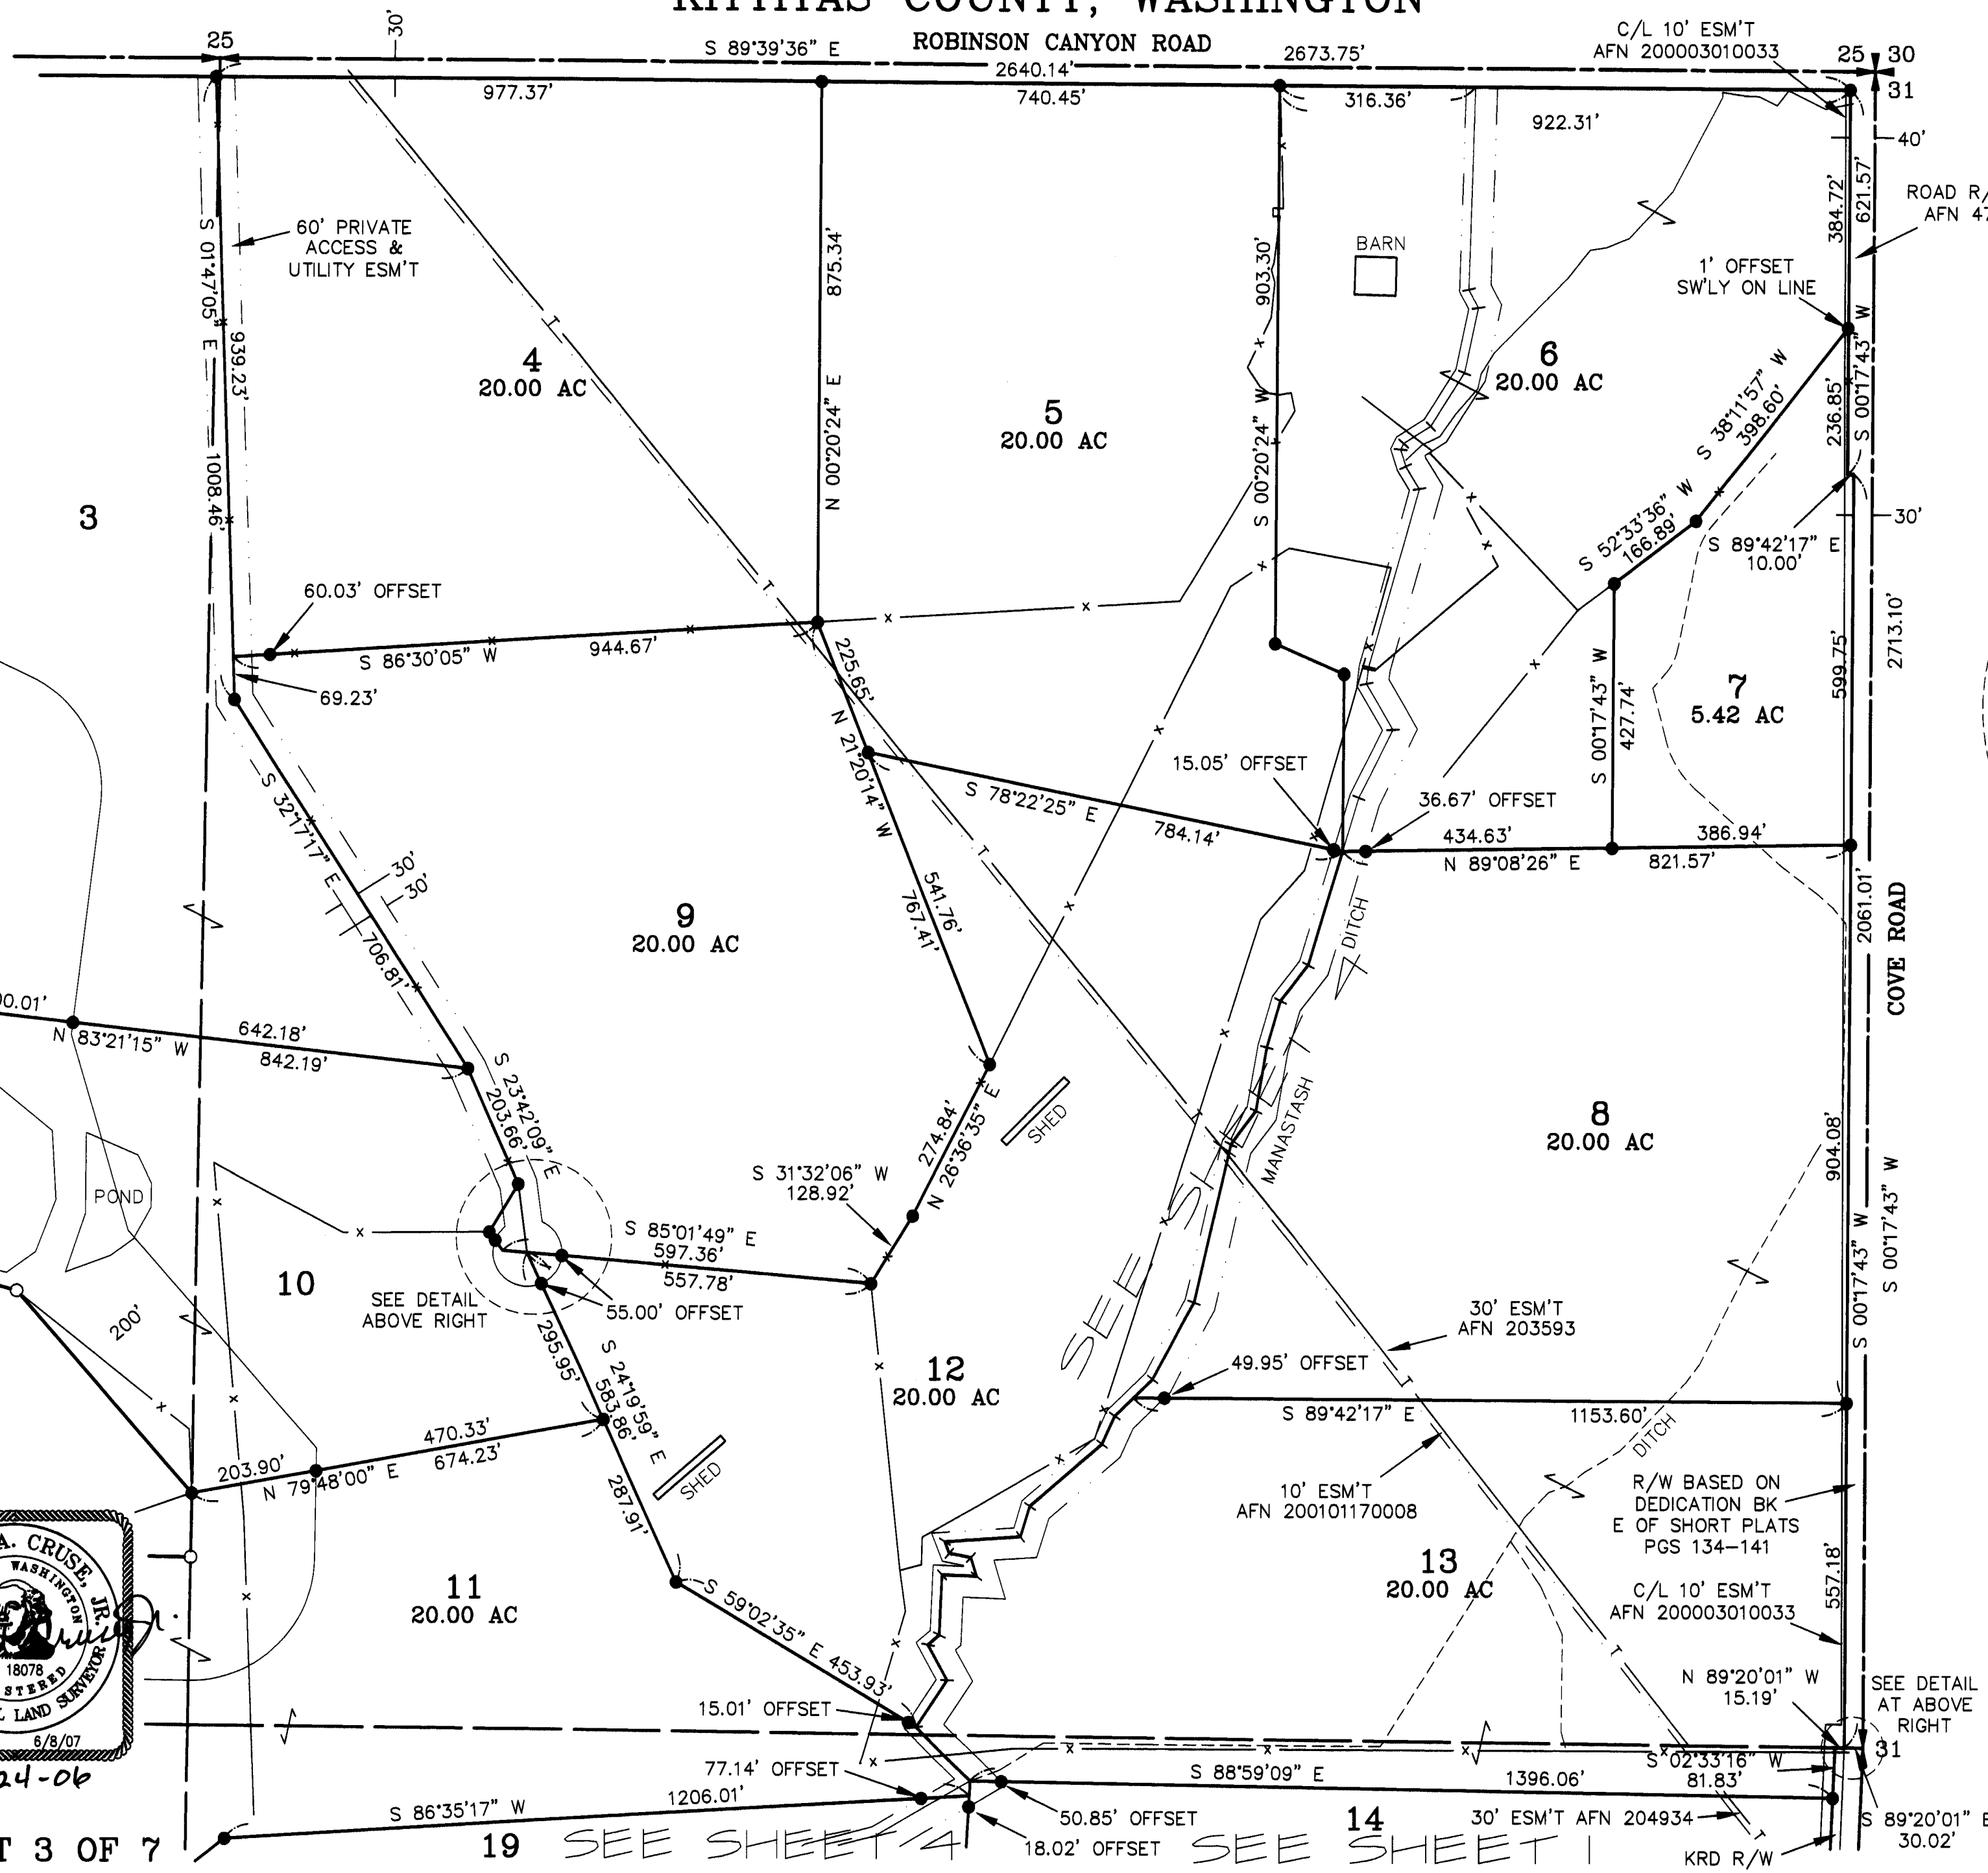 KITTITAS COUNTY, WASHINGTON
25
30'
S 89°39'36" E
ROBINSON CANYON ROAD
2673.75'
C/L 10' ESM'T
AFN 200003010033
25 30
31
2640.14'
977.37'
740.45'
316.36'
922.31'
40'
S 01°47'05" E
1008.46'
939.23'
60' PRIVATE
ACCESS &
UTILITY ESM'T
875.34'
N 00°20'24" E
903.30'
S 00°20'24" W
BARN
384.72'
621.57'
S 00°17'43" W
236.85'
ROAD R/
AFN 47
1' OFFSET
SW'LY ON LINE
4
20.00 AC
5
20.00 AC
6
20.00 AC
3
S 38°11'57" W
398.60'
S 52°33'36" W
166.89'
S 89°42'17" E
10.00'
30'
60.03' OFFSET
S 86°30'05" W
944.67'
69.23'
225.65'
N 21°20'14" W
541.76'
767.41'
S 00°17'43" W
427.74'
7
5.42 AC
599.75'
2713.10'
15.05' OFFSET
36.67' OFFSET
S 78°22'25" E
784.14'
434.63'
386.94'
N 89°08'26" E
821.57'
S 32°17'17" E
706.81'
30'
30'
9
20.00 AC
DITCH
MANASTASH
2061.01'
COVE ROAD
00.01'
N 83°21'15" W
642.18'
842.19'
S 23°42'09" E
203.66'
274.84'
N 26°36'35" E
SHED
8
20.00 AC
904.08'
S 00°17'43" W
S 00°17'43" W
POND
S 31°32'06" W
128.92'
S 85°01'49" E
597.36'
557.78'
10
SEE DETAIL
ABOVE RIGHT
55.00' OFFSET
200'
295.95'
S 24°19'59" E
583.86'
287.91'
SEE
30' ESM'T
AFN 203593
12
20.00 AC
49.95' OFFSET
S 89°42'17" E
1153.60'
203.90'
470.33'
N 79°48'00" E
674.23'
SHED
DITCH
10' ESM'T
AFN 200101170008
R/W BASED ON
DEDICATION BK
E OF SHORT PLATS
PGS 134-141
13
20.00 AC
C/L 10' ESM'T
AFN 200003010033
557.18'
A. CRUSE, JR.
WASHINGTON
18078
STERED
L LAND SURVEYOR
6/8/07
24-06
11
20.00 AC
S 59°02'35" E
453.93'
15.01' OFFSET
N 89°20'01" W
15.19'
SEE DETAIL
AT ABOVE
RIGHT
31
77.14' OFFSET
S 88°59'09" E
1396.06'
S 02°33'16" W
81.83'
S 86°35'17" W
1206.01'
50.85' OFFSET
18.02' OFFSET
14
30' ESM'T AFN 204934
S 89°20'01" E
30.02'
T 3 OF 7
19
SEE SHEET 4
SEE SHEET 1
KRD R/W